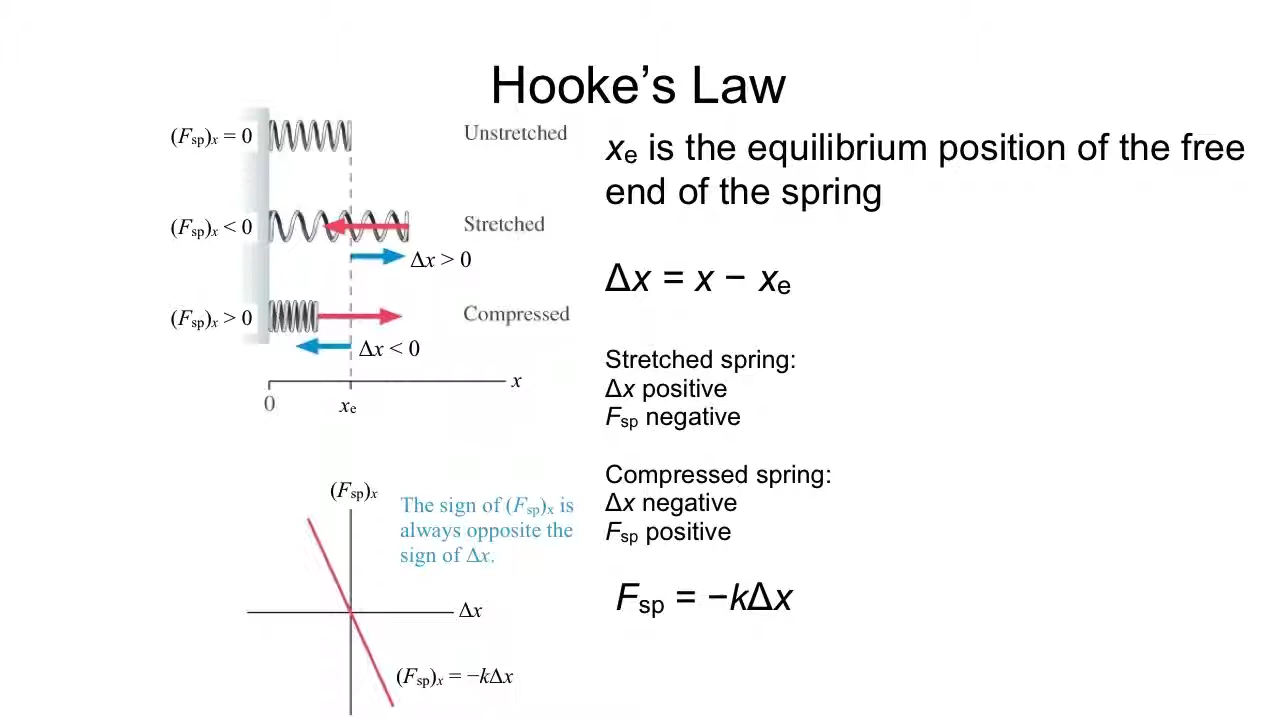 Hooke’s Law
(Fsp)x = 0
Unstretched
(Fsp)x < 0
Stretched
Δx > 0
(Fsp)x > 0
Compressed
Δx < 0
x
0
xe
(Fsp)x
The sign of (Fsp)x is
always opposite the
sign of Δx.
Δx
(Fsp)x = −kΔx
xe is the equilibrium position of the free
end of the spring
Δx = x − xe
Stretched spring:
Δx positive
Fsp negative
Compressed spring:
Δx negative
Fsp positive
Fsp = −kΔx